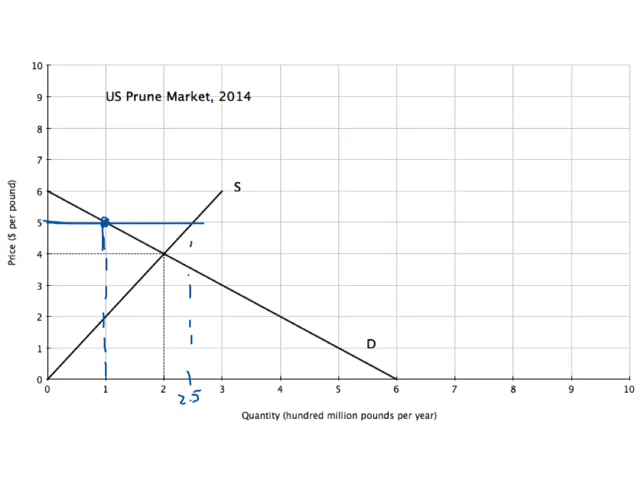 10
US Prune Market, 2014
9
8
7
6
S
5
4
3
2
D
1
0
0 1 2 3 4 5 6 7 8 9 10
2.5
Price ($ per pound)
Quantity (hundred million pounds per year)